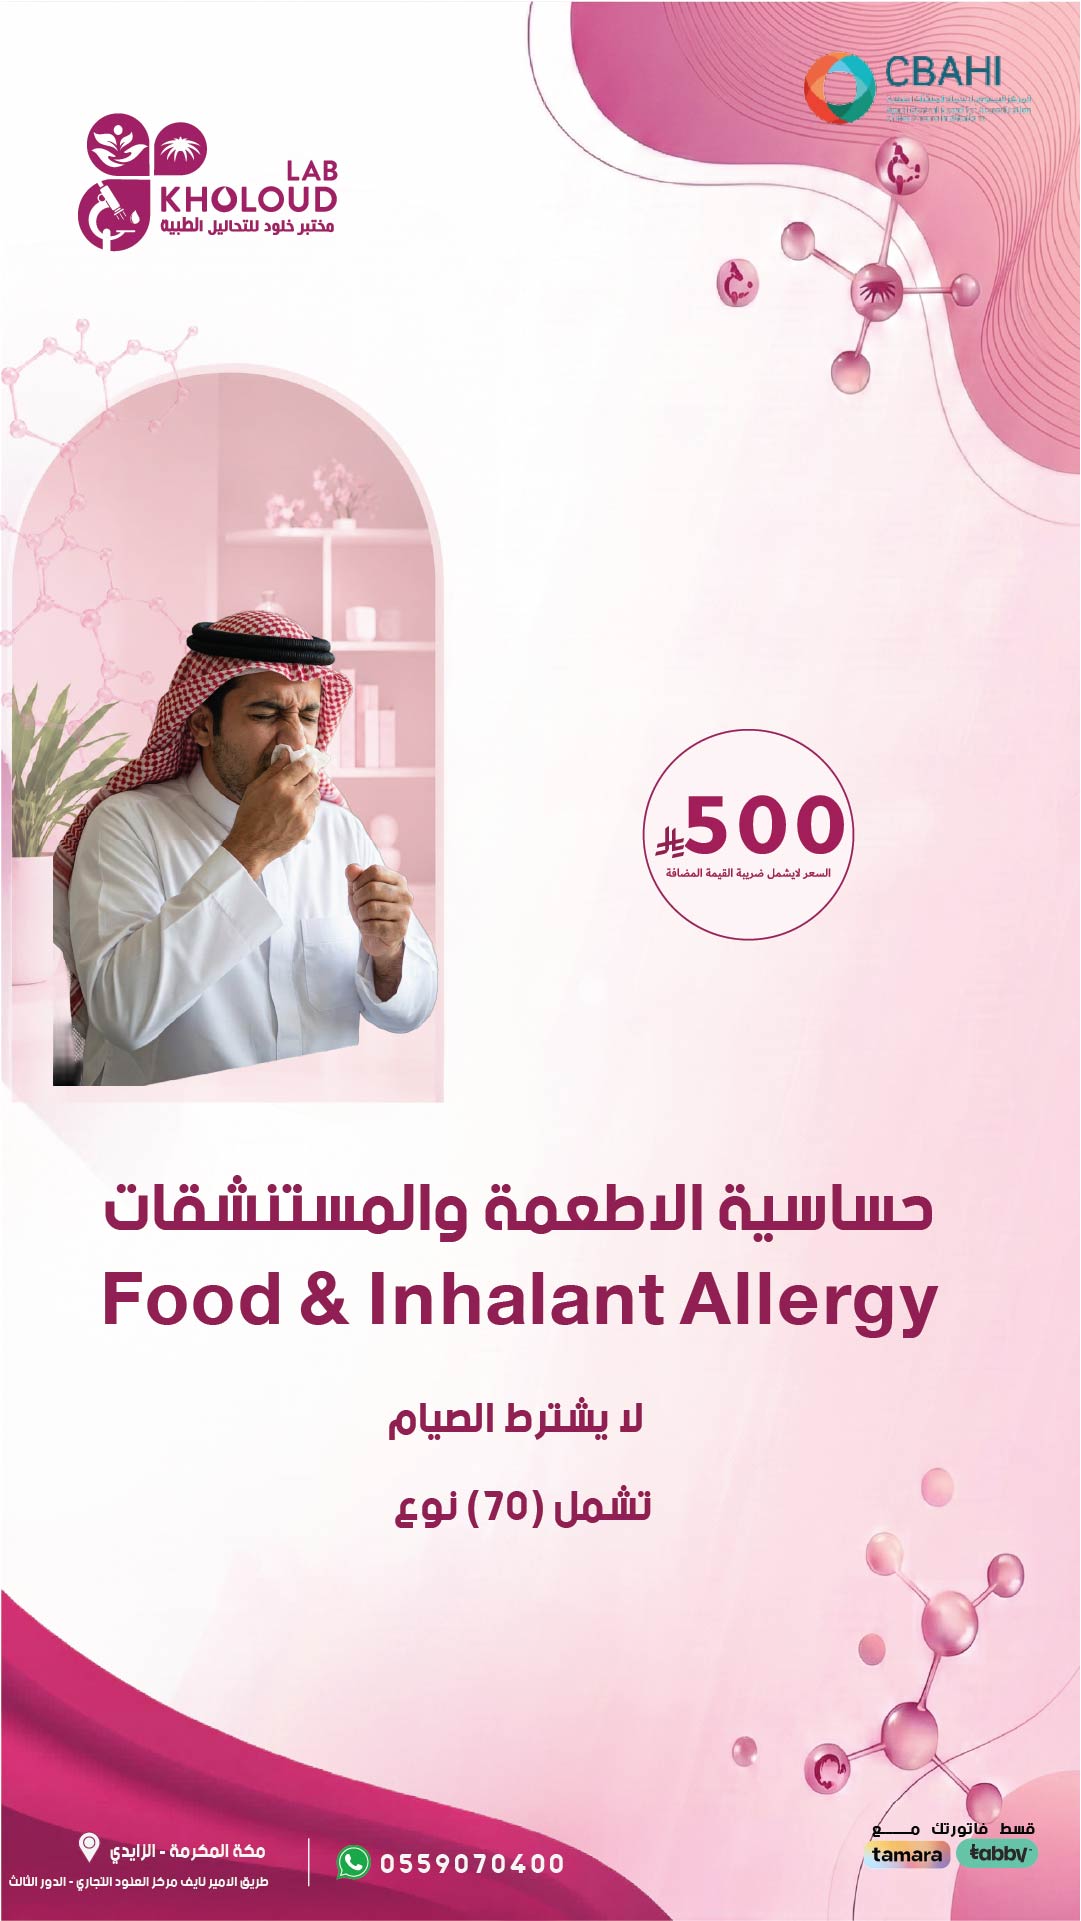 CBAHI
LAB
KHOLOUD
مختبر خلود للتحاليل الطبية
500
السعر لايشمل ضريبة القيمة المضافة
حساسية الاطعمة والمستنشقات
Food & Inhalant Allergy
لا يشترط الصيام
تشمل (70) نوع
قسط فاتورتك مع
tamara tabby
مكة المكرمة - الزايدي
طريق الامير نايف مركز العنود التجاري - الدور الثالث
0559070400